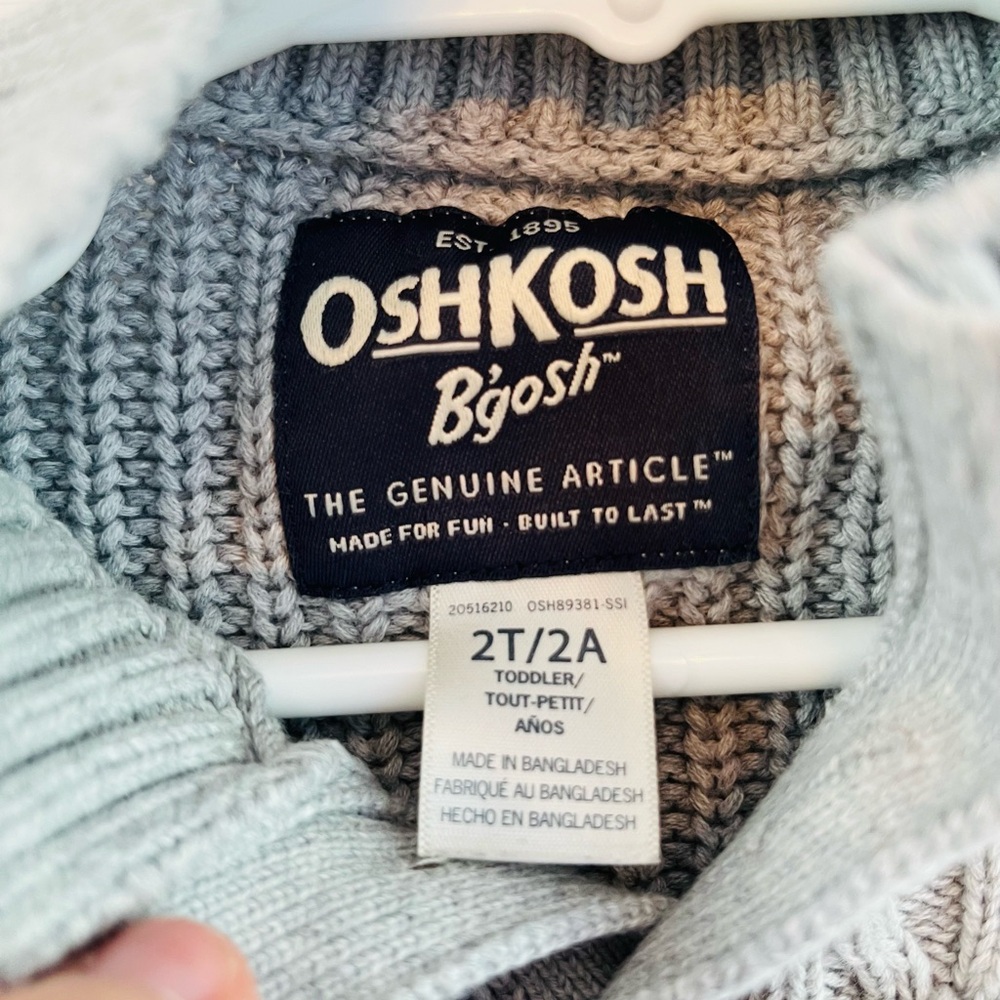 EST. 1895
OSHKOSH
B'gosh™
THE GENUINE ARTICLE™
MADE FOR FUN · BUILT TO LAST™
20516210 OSH89381-SSI
2T/2A
TODDLER/
TOUT-PETIT/
AÑOS
MADE IN BANGLADESH
FABRIQUÉ AU BANGLADESH
HECHO EN BANGLADESH